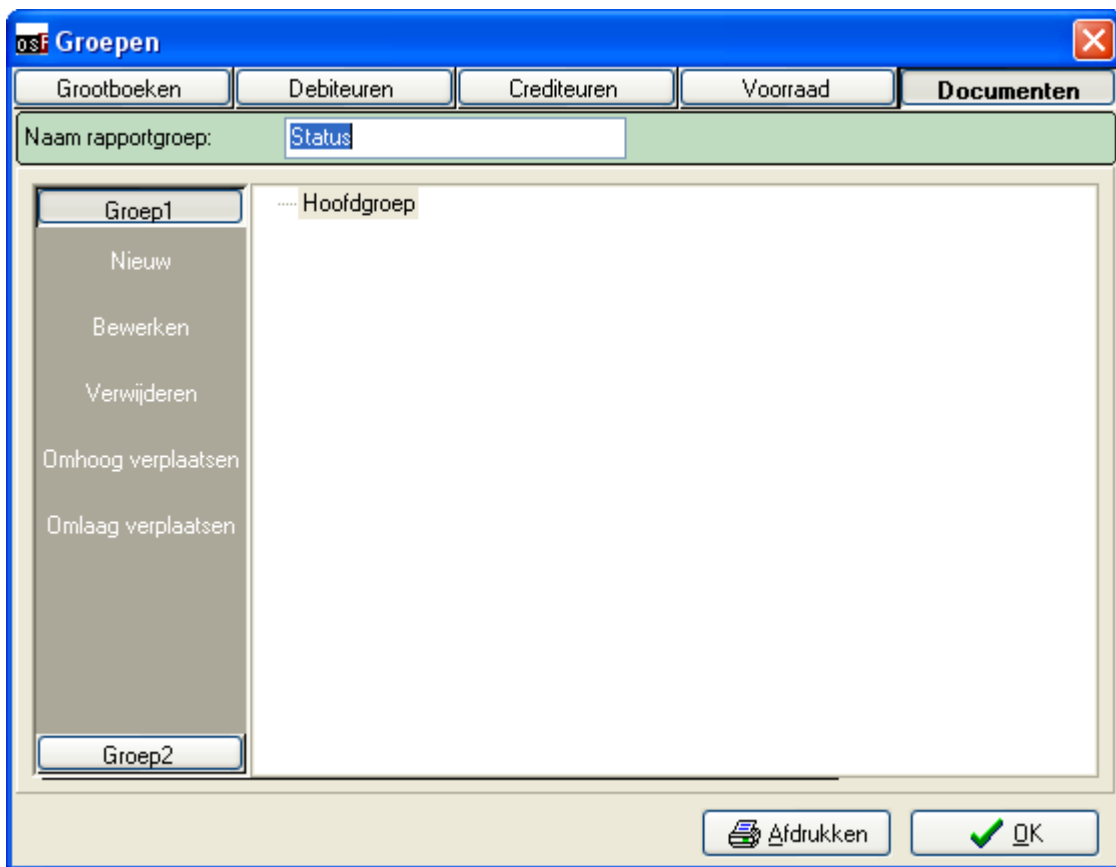 osF Groepen
Grootboeken Debiteuren Crediteuren Voorraad Documenten
Naam rapportgroep: Status
Groep1
Hoofdgroep
Nieuw
Bewerken
Verwijderen
Omhoog verplaatsen
Omlaag verplaatsen
Groep2
Afdrukken OK